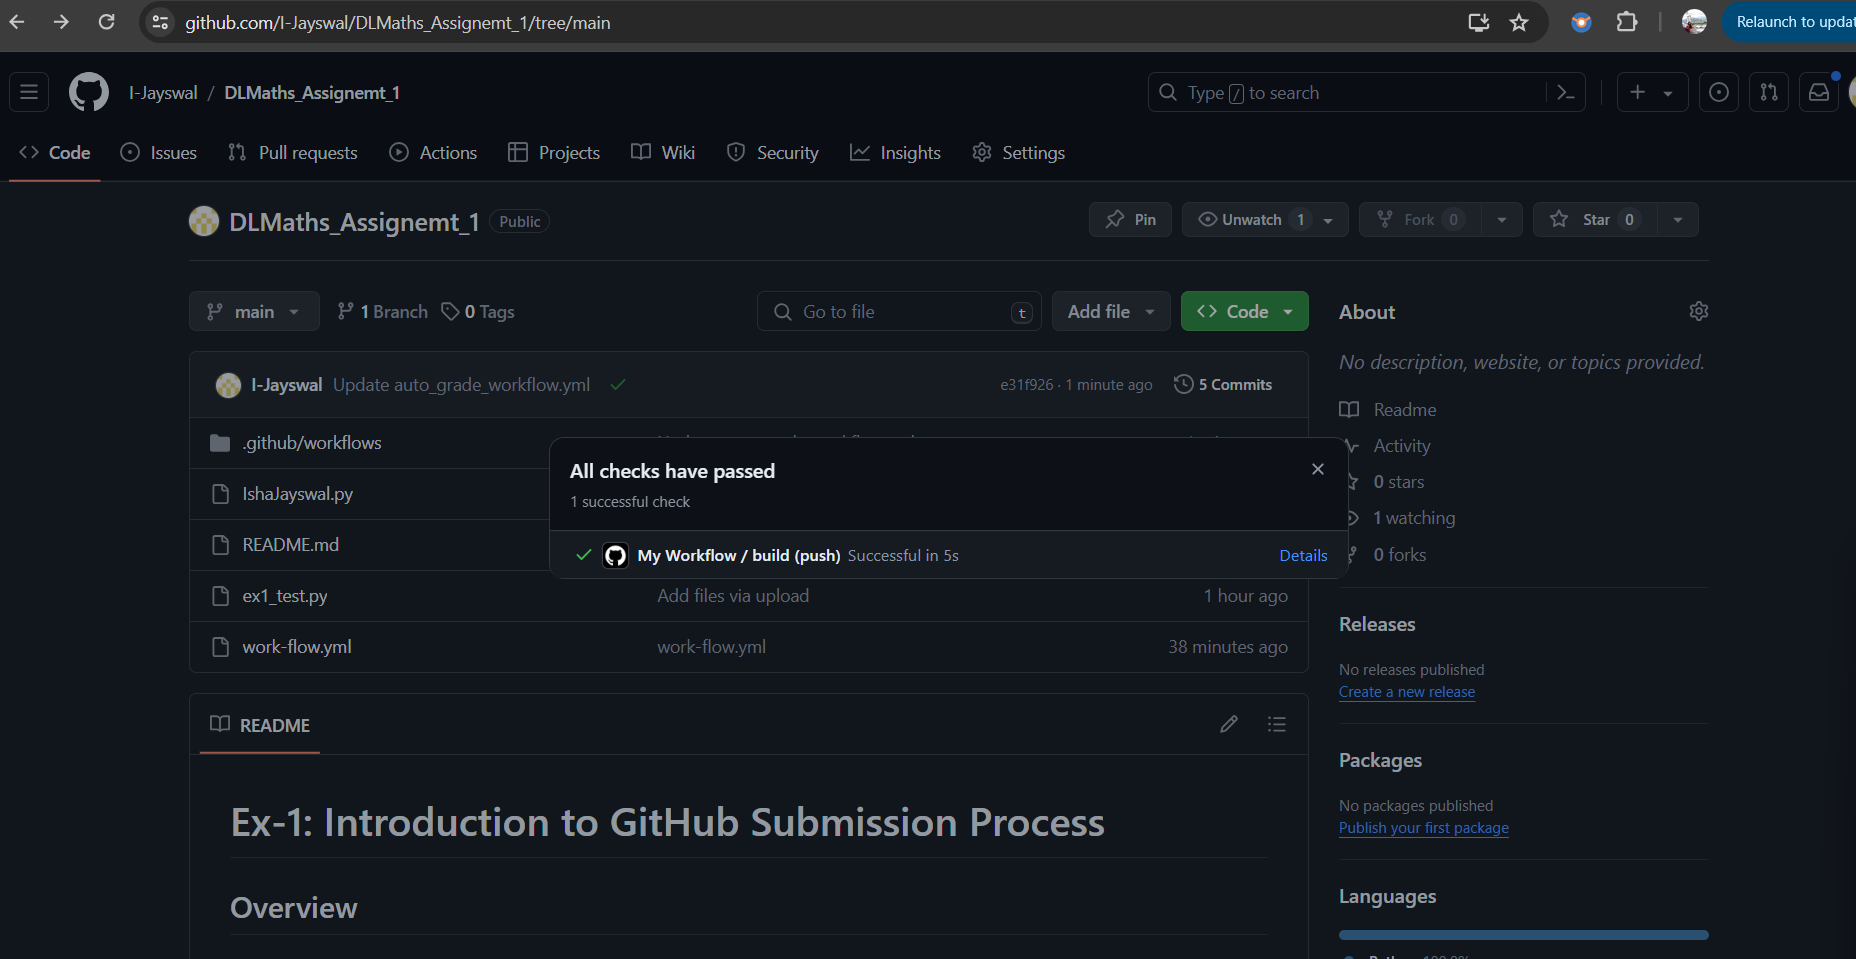 github.com/I-Jayswal/DLMaths_Assignemt_1/tree/main
Relaunch to updat
I-Jayswal / DLMaths_Assignemt_1
Type / to search
Code Issues Pull requests Actions Projects Wiki Security Insights Settings
DLMaths_Assignemt_1 Public
Pin Unwatch 1 Fork 0 Star 0
main 1 Branch 0 Tags Go to file t Add file Code
About
No description, website, or topics provided.
I-Jayswal Update auto_grade_workflow.yml e31f926 · 1 minute ago 5 Commits
Readme
.github/workflows
Activity
All checks have passed
1 successful check
0 stars
IshaJayswal.py
1 watching
README.md
My Workflow / build (push) Successful in 5s Details
0 forks
ex1_test.py Add files via upload 1 hour ago
Releases
work-flow.yml work-flow.yml 38 minutes ago
No releases published
Create a new release
README
Packages
No packages published
Publish your first package
Ex-1: Introduction to GitHub Submission Process
Languages
Overview